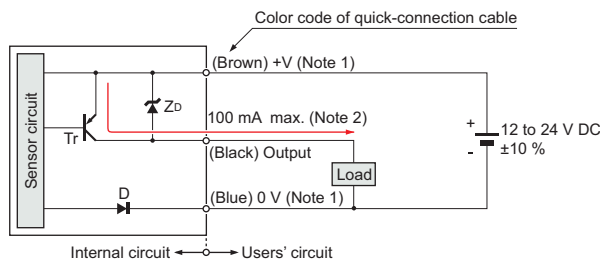 Color code of quick-connection cable
(Brown) +V (Note 1)
Sensor circuit
Tr
ZD
100 mA max. (Note 2)
(Black) Output
+
-
12 to 24 V DC
±10 %
Load
D
(Blue) 0 V (Note 1)
Internal circuit
Users' circuit